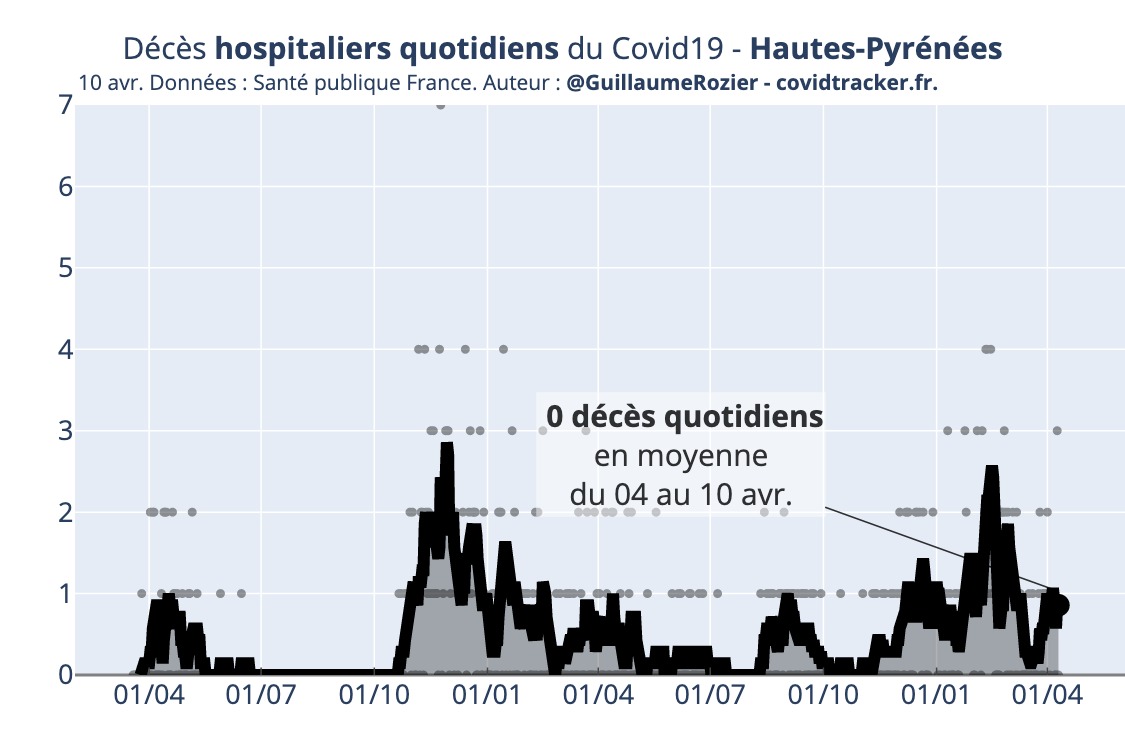 Décès hospitaliers quotidiens du Covid19 - Hautes-Pyrénées
10 avr. Données : Santé publique France. Auteur : @GuillaumeRozier - covidtracker.fr.
7
6
5
4
3
2
1
0
0 décès quotidiens
en moyenne
du 04 au 10 avr.
01/04 01/07 01/10 01/01 01/04 01/07 01/10 01/01 01/04